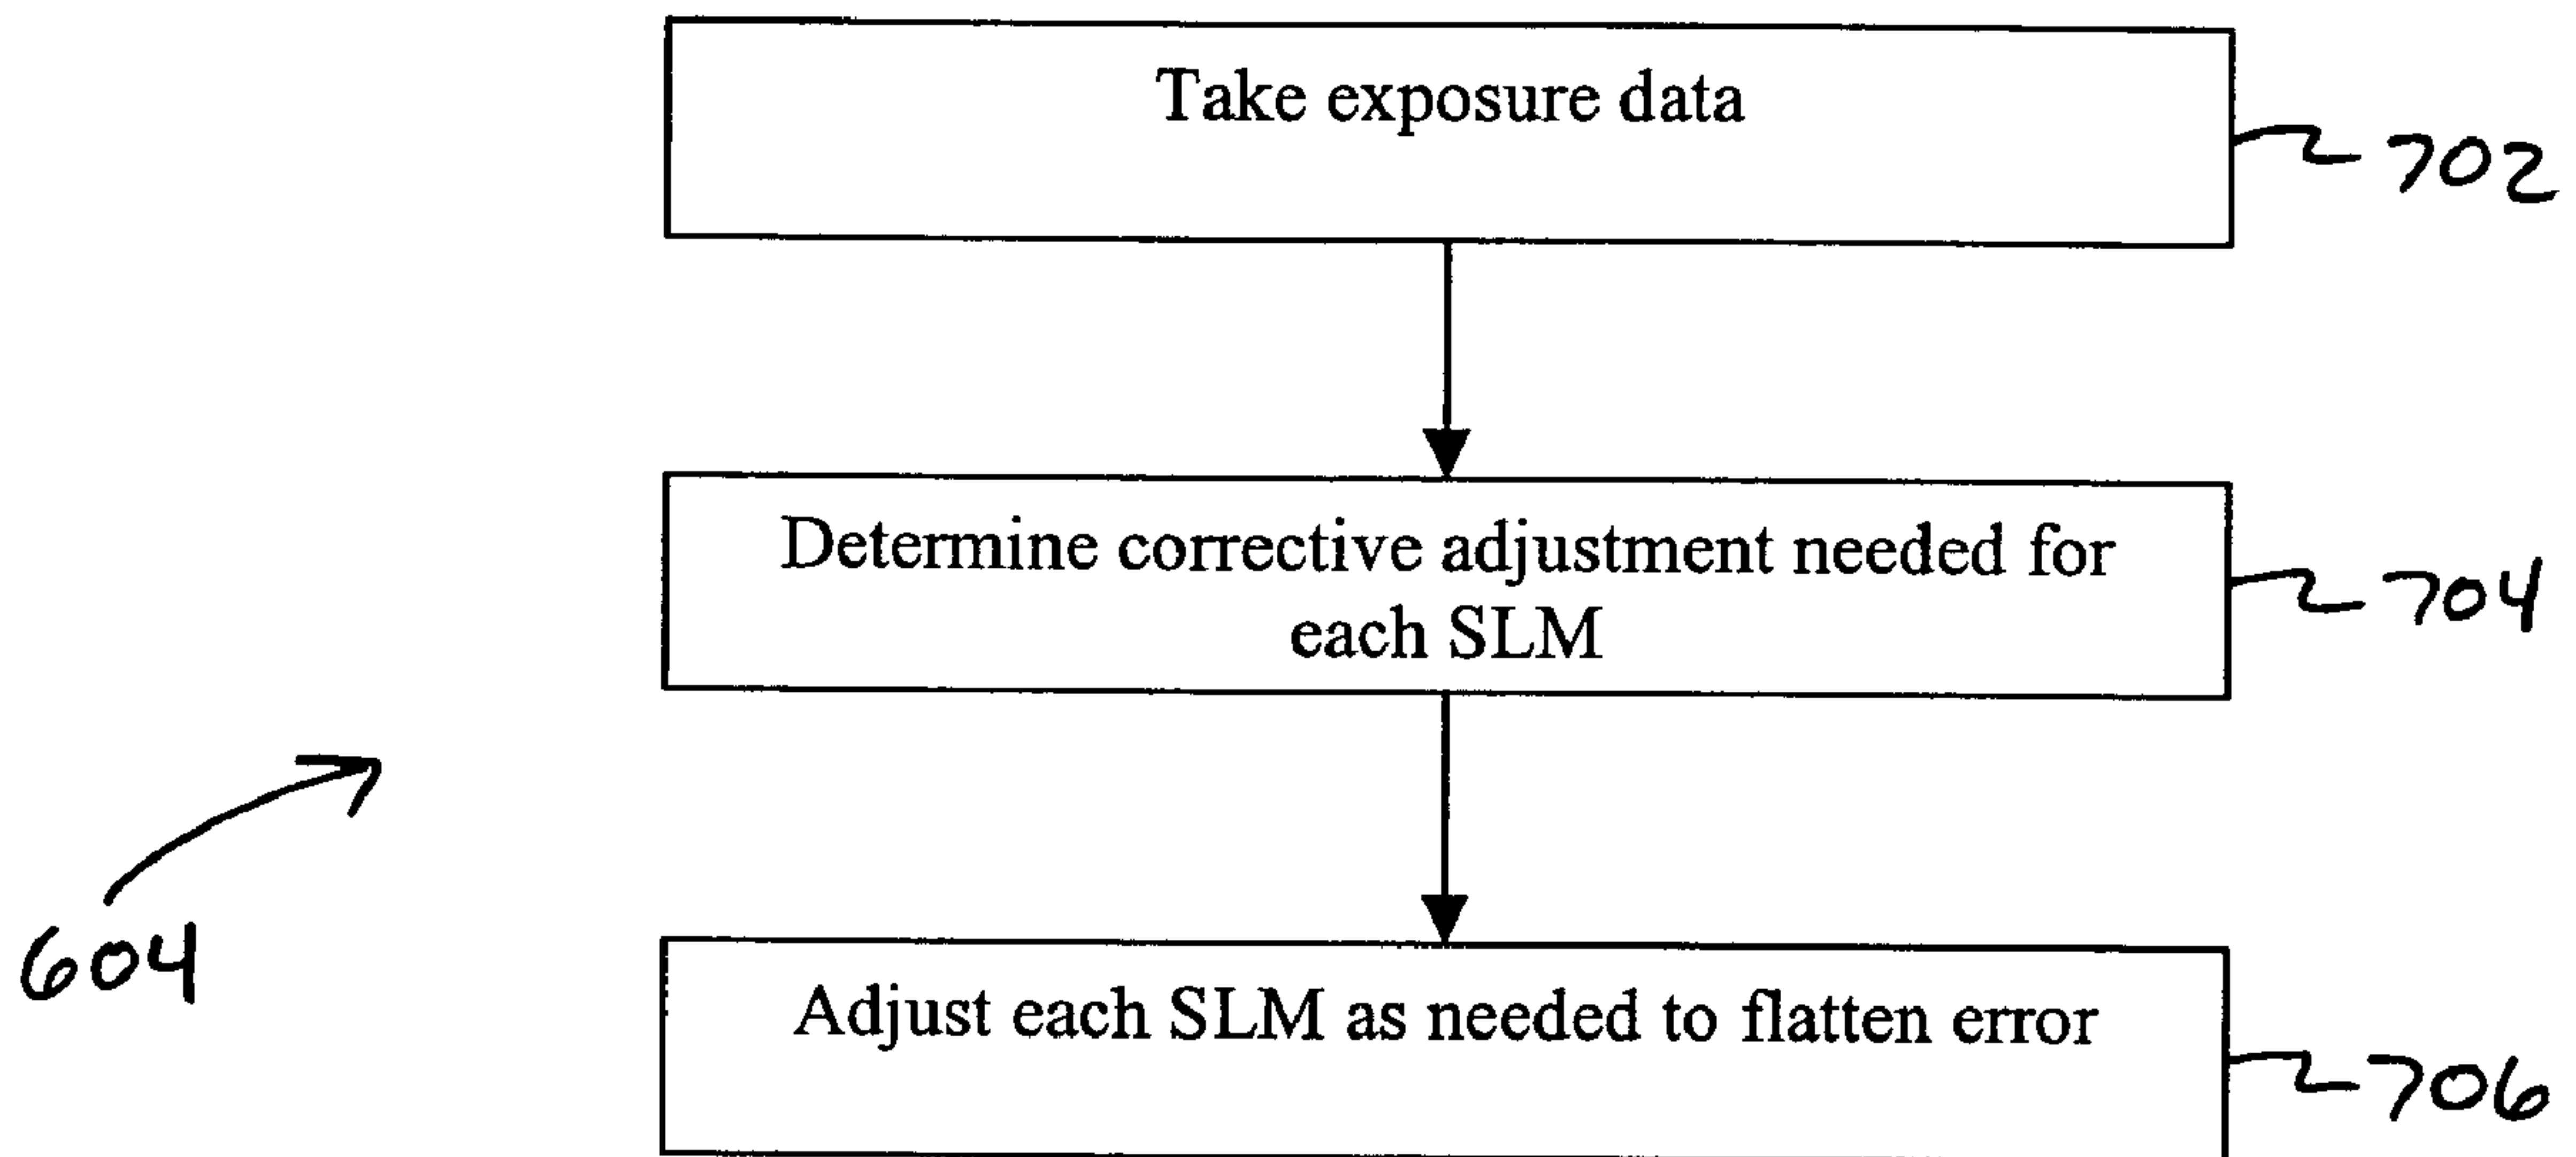 Take exposure data
702
Determine corrective adjustment needed for
each SLM
704
604
Adjust each SLM as needed to flatten error
706